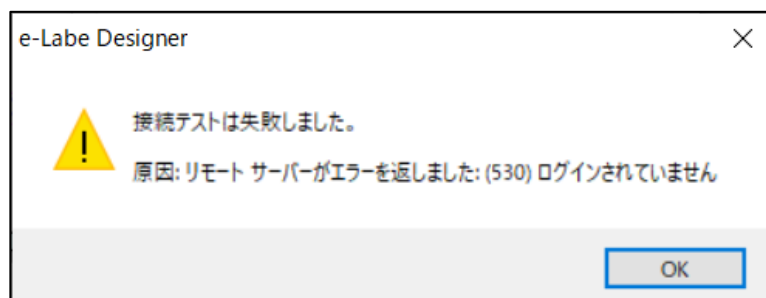 e-Labe Designer
接続テストは失敗しました。
原因: リモート サーバーがエラーを返しました: (530) ログインされていません
OK